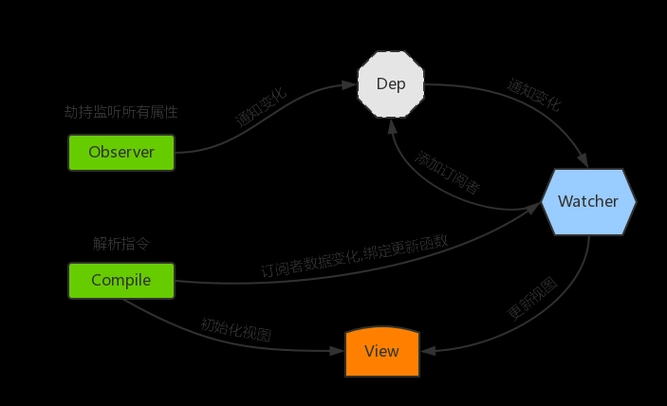 Dep
通知变化
通知变化
劫持监听所有属性
Observer
添加订阅者
Watcher
解析指令
订阅者数据变化,绑定更新函数
Compile
更新视图
初始化视图
View